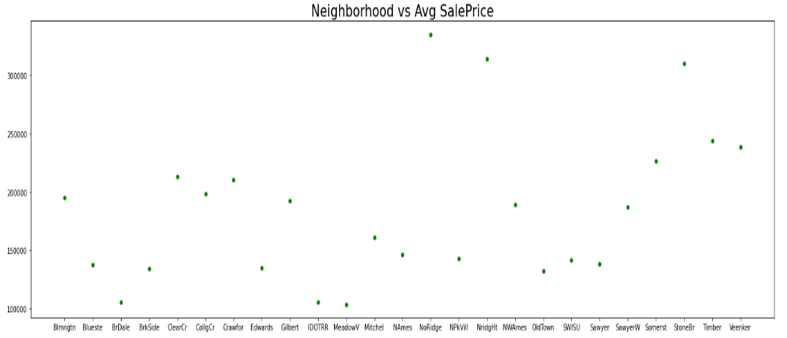 Neighborhood vs Avg SalePrice
300000
250000
200000
150000
100000
Blmngtn Blueste BrDale BrkSide ClearCr CollgCr Crawfor Edwards Gilbert IDOTRR MeadowV Mitchel NAmes NoRidge NPkVill NridgHt NWAmes OldTown SWISU Sawyer SawyerW Somerst StoneBr Timber Veenker